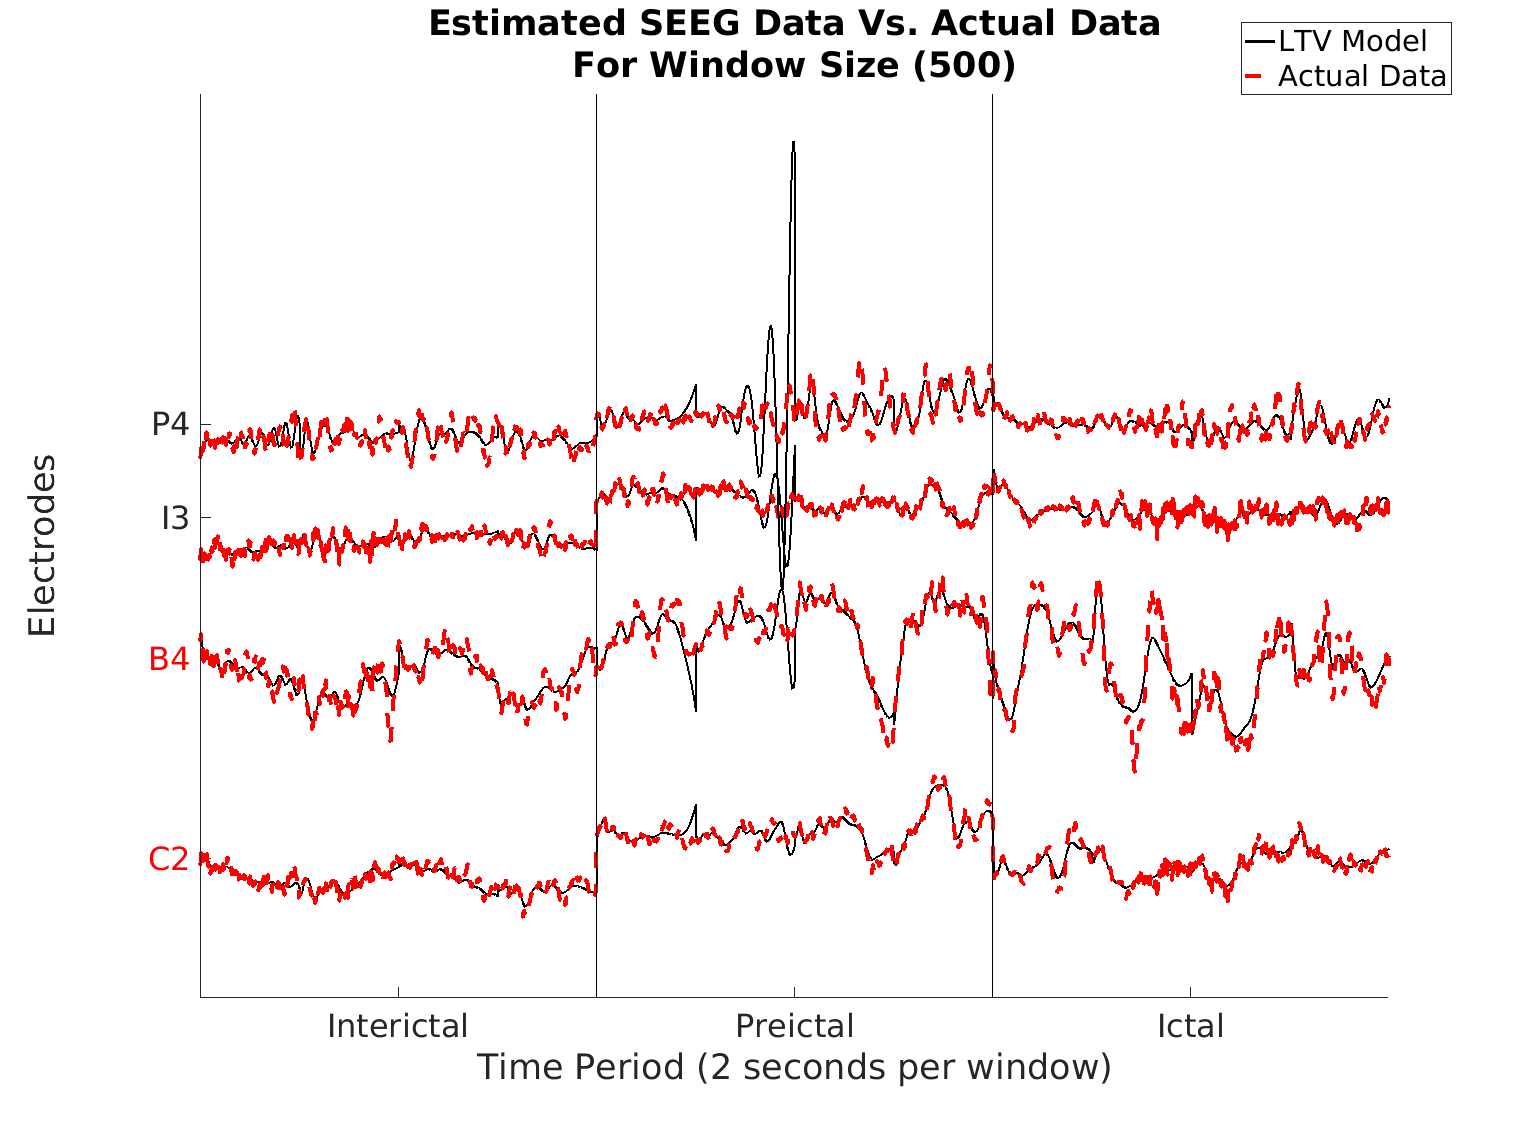 Estimated SEEG Data Vs. Actual Data
For Window Size (500)
LTV Model
Actual Data
P4
I3
B4
C2
Electrodes
Interictal
Preictal
Ictal
Time Period (2 seconds per window)